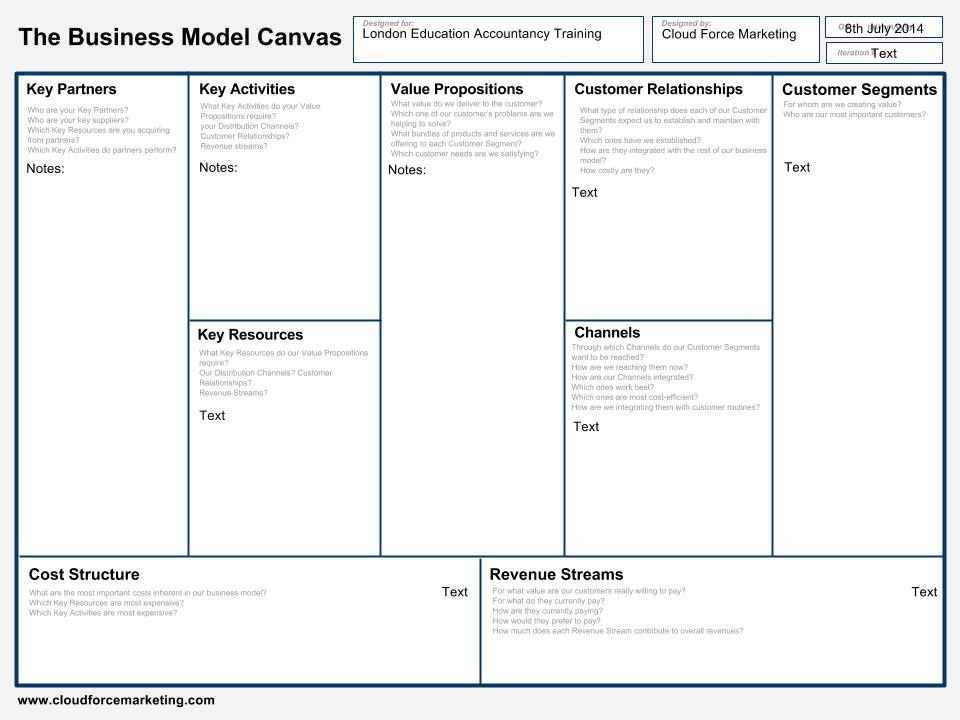 The Business Model Canvas
Designed for:
London Education Accountancy Training
Designed by:
Cloud Force Marketing
8th July 2014
Iteration
Text
Key Partners
Who are your Key Partners?
Who are your key suppliers?
Which Key Resources are you acquiring
from partners?
Which Key Activities do partners perform?
Notes:
Key Activities
What Key Activities do your Value
Propositions require?
your Distribution Channels?
Customer Relationships?
Revenue streams?
Notes:
Key Resources
What Key Resources do our Value Propositions
require?
Our Distribution Channels? Customer
Relationships?
Revenue Streams?
Text
Value Propositions
What value do we deliver to the customer?
Which one of our customer's problems are we
helping to solve?
What bundles of products and services are we
offering to each Customer Segment?
Which customer needs are we satisfying?
Notes:
Customer Relationships
What type of relationship does each of our Customer
Segments expect us to establish and maintain with
them?
Which ones have we established?
How are they integrated with the rest of our business
model?
How costly are they?
Text
Channels
Through which Channels do our Customer Segments
want to be reached?
How are we reaching them now?
How are our Channels integrated?
Which ones work best?
Which ones are most cost-efficient?
How are we integrating them with customer routines?
Text
Customer Segments
For whom are we creating value?
Who are our most important customers?
Text
Cost Structure
What are the most important costs inherent in our business model?
Which Key Resources are most expensive?
Which Key Activities are most expensive?
Text
Revenue Streams
For what value are our customers really willing to pay?
For what do they currently pay?
How are they currently paying?
How would they prefer to pay?
How much does each Revenue Stream contribute to overall revenues?
Text
www.cloudforcemarketing.com